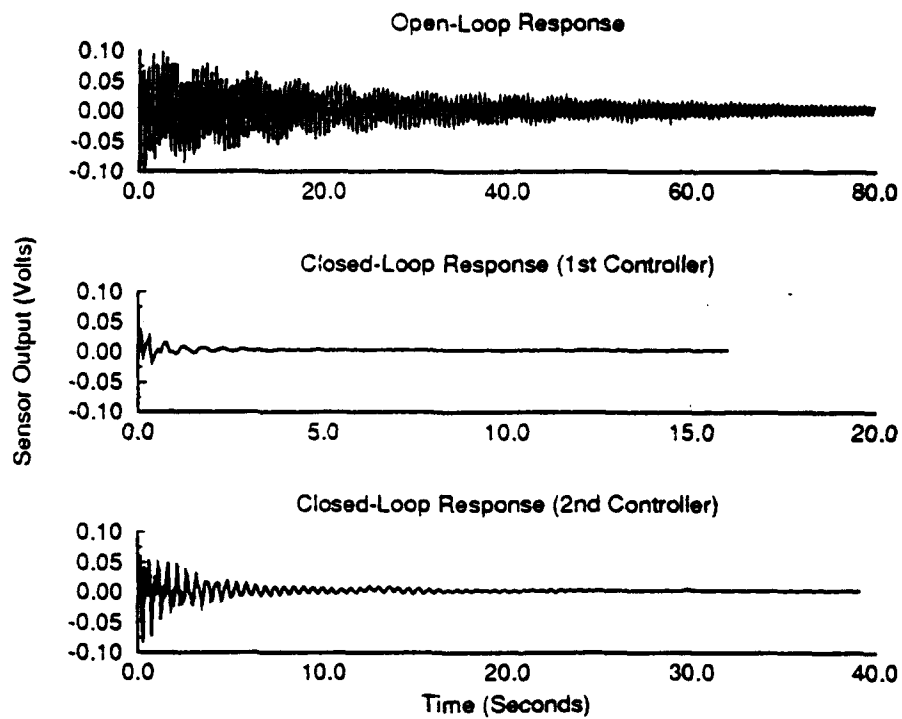 Open-Loop Response
0.10
0.05
0.00
-0.05
-0.10
0.0 20.0 40.0 60.0 80.0
Sensor Output (Volts)
Closed-Loop Response (1st Controller)
0.10
0.05
0.00
-0.05
-0.10
0.0 5.0 10.0 15.0 20.0
Closed-Loop Response (2nd Controller)
0.10
0.05
0.00
-0.05
-0.10
0.0 10.0 20.0 30.0 40.0
Time (Seconds)